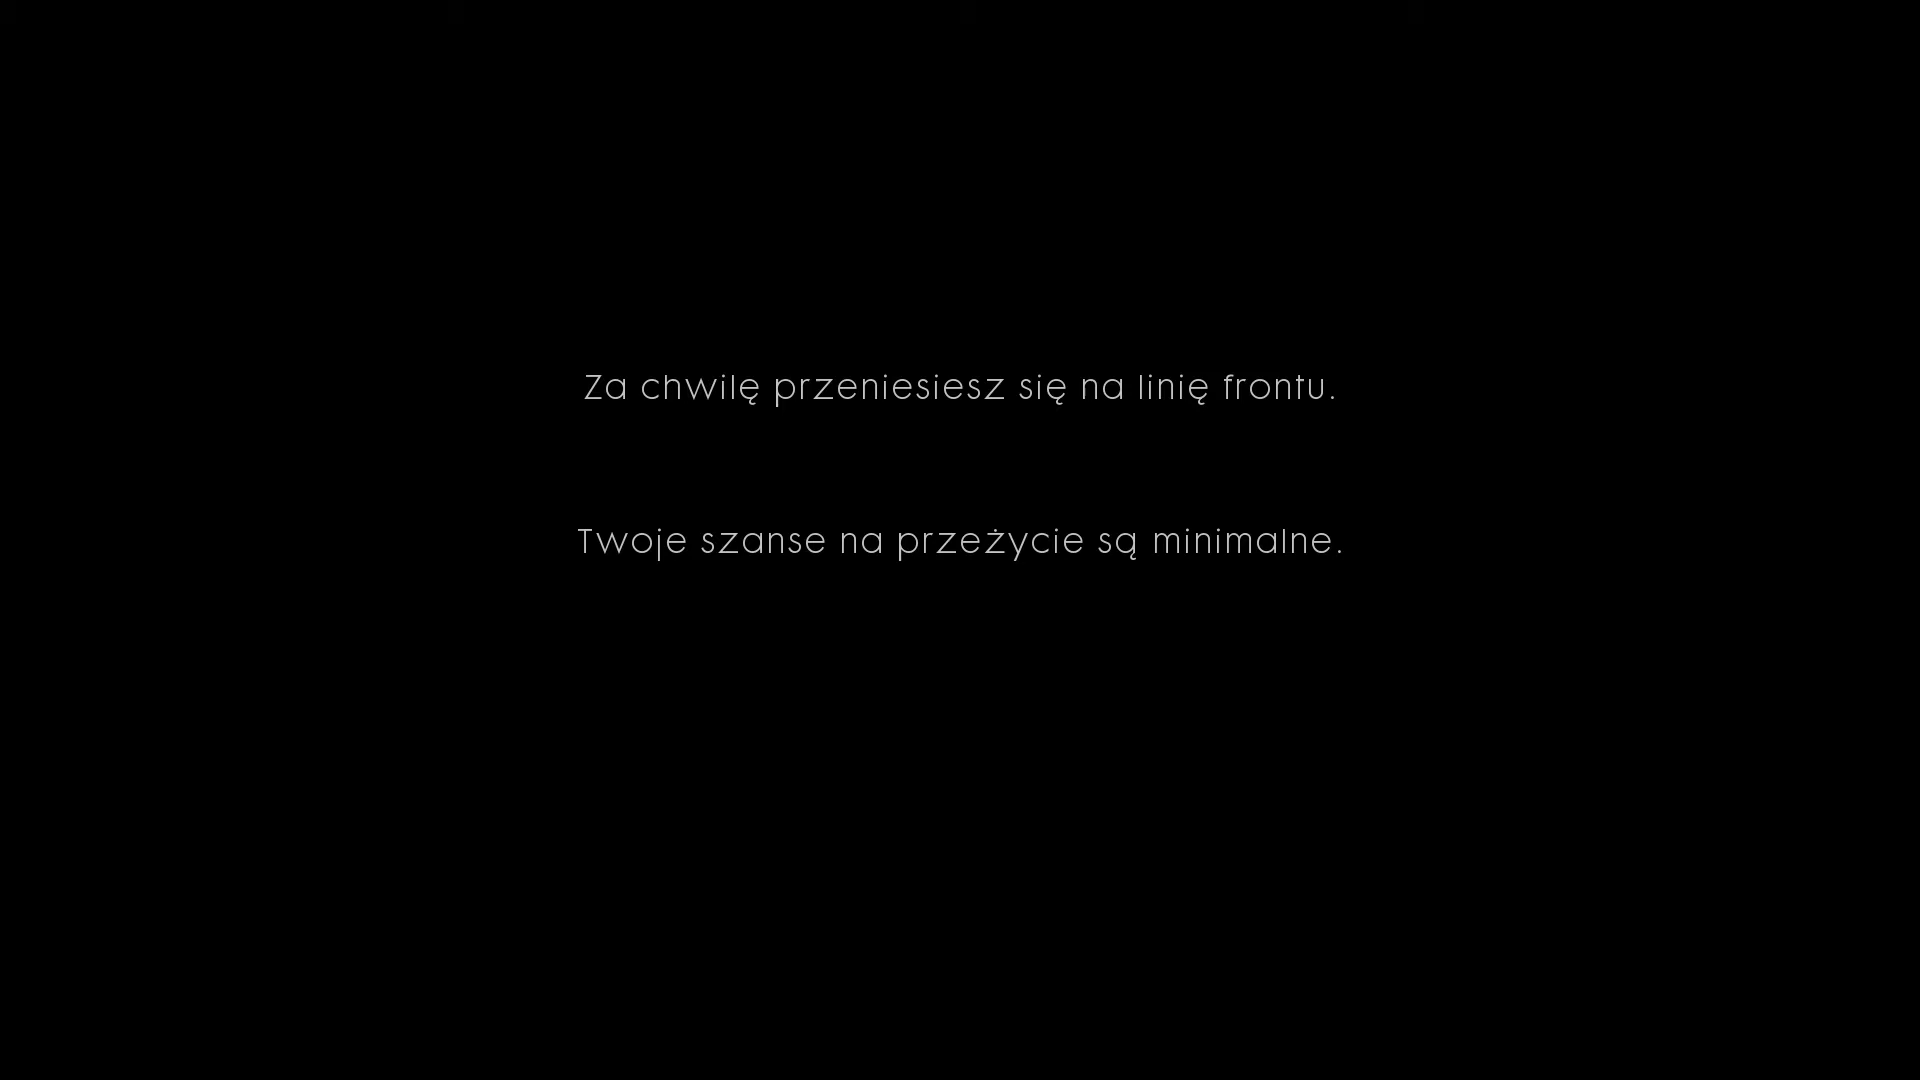 Za chwilę przeniesiesz się na linię frontu.
Twoje szanse na przeżycie są minimalne.